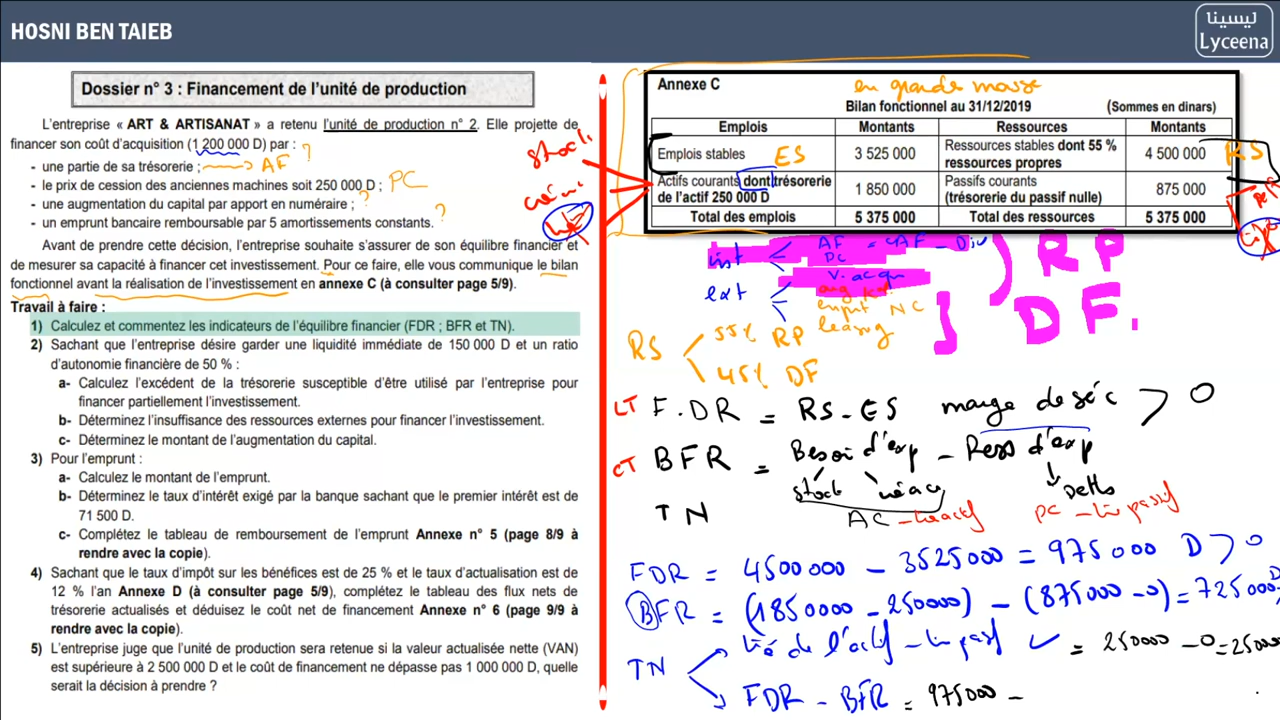 HOSNI BEN TAIEB
ليسينا
Lyceena
Dossier n° 3 : Financement de l'unité de production
L'entreprise « ART & ARTISANAT » a retenu l'unité de production n° 2. Elle projette de
financer son coût d'acquisition (1 200 000 D) par : ?
- une partie de sa trésorerie ; → AF
- le prix de cession des anciennes machines soit 250 000 D ; PC
- une augmentation du capital par apport en numéraire ; ?
- un emprunt bancaire remboursable par 5 amortissements constants. ?
Avant de prendre cette décision, l'entreprise souhaite s'assurer de son équilibre financier et
de mesurer sa capacité à financer cet investissement. Pour ce faire, elle vous communique le bilan
fonctionnel avant la réalisation de l'investissement en annexe C (à consulter page 5/9).
Travail à faire :
1) Calculez et commentez les indicateurs de l'équilibre financier (FDR ; BFR et TN).
2) Sachant que l'entreprise désire garder une liquidité immédiate de 150 000 D et un ratio
d'autonomie financière de 50 % :
a- Calculez l'excédent de la trésorerie susceptible d'être utilisé par l'entreprise pour
financer partiellement l'investissement.
b- Déterminez l'insuffisance des ressources externes pour financer l'investissement.
c- Déterminez le montant de l'augmentation du capital.
3) Pour l'emprunt :
a- Calculez le montant de l'emprunt.
b- Déterminez le taux d'intérêt exigé par la banque sachant que le premier intérêt est de
71 500 D.
c- Complétez le tableau de remboursement de l'emprunt Annexe n° 5 (page 8/9 à
rendre avec la copie).
4) Sachant que le taux d'impôt sur les bénéfices est de 25 % et le taux d'actualisation est de
12 % l'an Annexe D (à consulter page 5/9), complétez le tableau des flux nets de
trésorerie actualisés et déduisez le coût net de financement Annexe n° 6 (page 9/9 à
rendre avec la copie).
5) L'entreprise juge que l'unité de production sera retenue si la valeur actualisée nette (VAN)
est supérieure à 2 500 000 D et le coût de financement ne dépasse pas 1 000 000 D, quelle
serait la décision à prendre ?
Annexe C en grande masse
Bilan fonctionnel au 31/12/2019 (Sommes en dinars)
Emplois Montants Ressources Montants
Emplois stables ES 3 525 000 Ressources stables dont 55 % ressources propres 4 500 000 RS
Actifs courants dont trésorerie de l'actif 250 000 D 1 850 000 Passifs courants (trésorerie du passif nulle) 875 000
Total des emplois 5 375 000 Total des ressources 5 375 000
stock
AF = CAF - Div
PC
V. acqu
ext
empt NC
leasing
RP
DF.
RS 55% RP
45% DF
LT F.DR = RS - ES marge de séc > 0
CT BFR = Besoin d'exp - Ress d'exp
stock créan Dettes
TN AC - PC -
FDR = 4500000 - 3525000 = 975000 D > 0
BFR = (1850000 - 250000) - (875000 - 0) = 725000 D
TN de l'actif - passif ✓ = 250000 - 0 = 25000
FDR - BFR = 975000 -